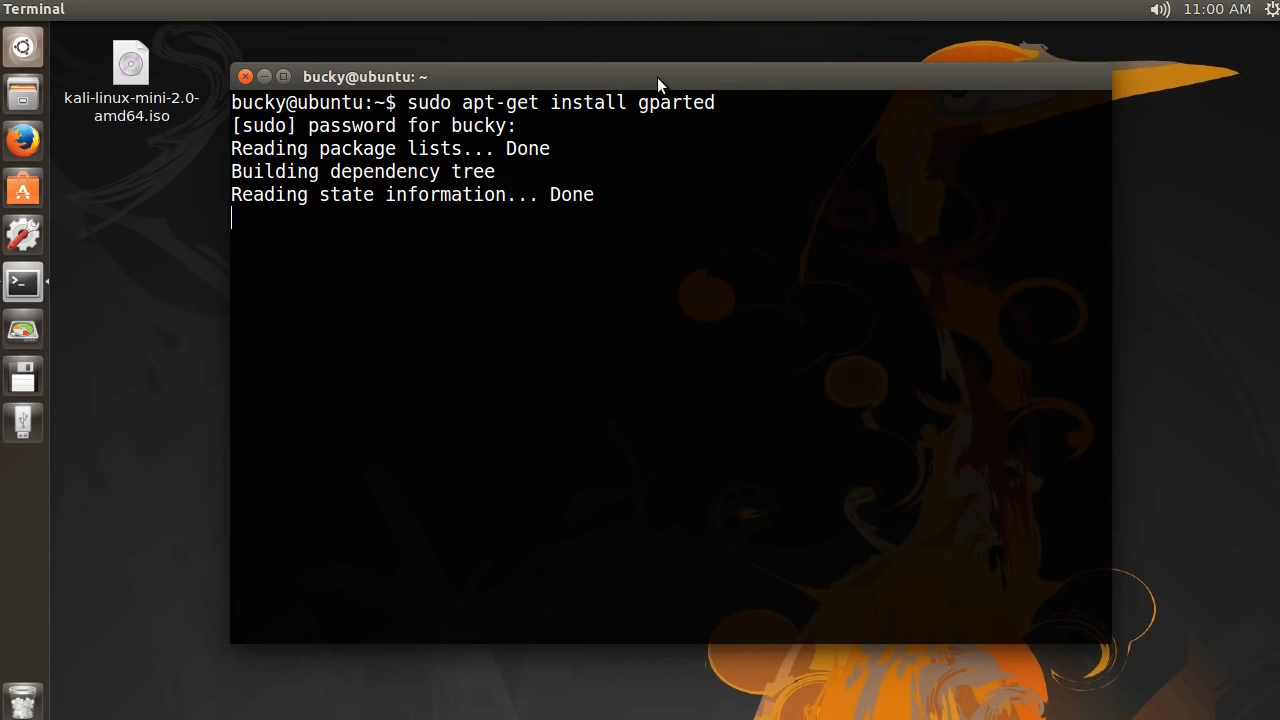 Terminal
11:00 AM
kali-linux-mini-2.0-
amd64.iso
bucky@ubuntu: ~
bucky@ubuntu:~$ sudo apt-get install gparted
[sudo] password for bucky:
Reading package lists... Done
Building dependency tree
Reading state information... Done